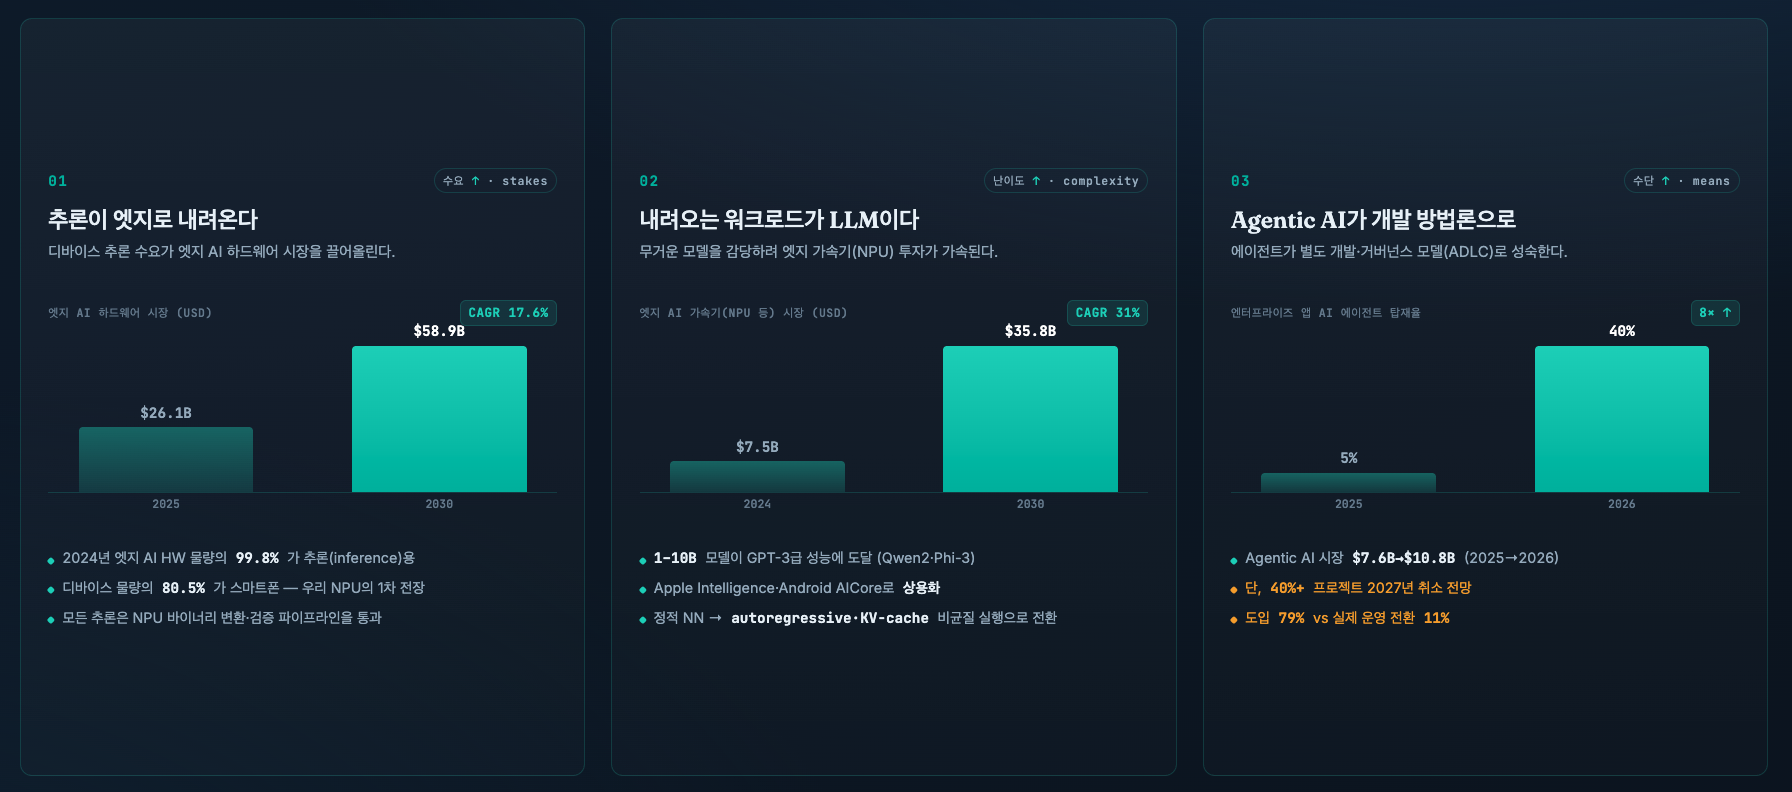 01
수요 ↑ · stakes
추론이 엣지로 내려온다
디바이스 추론 수요가 엣지 AI 하드웨어 시장을 끌어올린다.
엣지 AI 하드웨어 시장 (USD)
CAGR 17.6%
$58.9B
$26.1B
2025
2030
2024년 엣지 AI HW 물량의 99.8% 가 추론(inference)용
디바이스 물량의 80.5% 가 스마트폰 — 우리 NPU의 1차 전장
모든 추론은 NPU 바이너리 변환·검증 파이프라인을 통과
02
난이도 ↑ · complexity
내려오는 워크로드가 LLM이다
무거운 모델을 감당하려 엣지 가속기(NPU) 투자가 가속된다.
엣지 AI 가속기(NPU 등) 시장 (USD)
CAGR 31%
$35.8B
$7.5B
2024
2030
1–10B 모델이 GPT-3급 성능에 도달 (Qwen2·Phi-3)
Apple Intelligence·Android AICore로 상용화
정적 NN → autoregressive·KV-cache 비균질 실행으로 전환
03
수단 ↑ · means
Agentic AI가 개발 방법론으로
에이전트가 별도 개발·거버넌스 모델(ADLC)로 성숙한다.
엔터프라이즈 앱 AI 에이전트 탑재율
8× ↑
40%
5%
2025
2026
Agentic AI 시장 $7.6B→$10.8B (2025→2026)
단, 40%+ 프로젝트 2027년 취소 전망
도입 79% vs 실제 운영 전환 11%